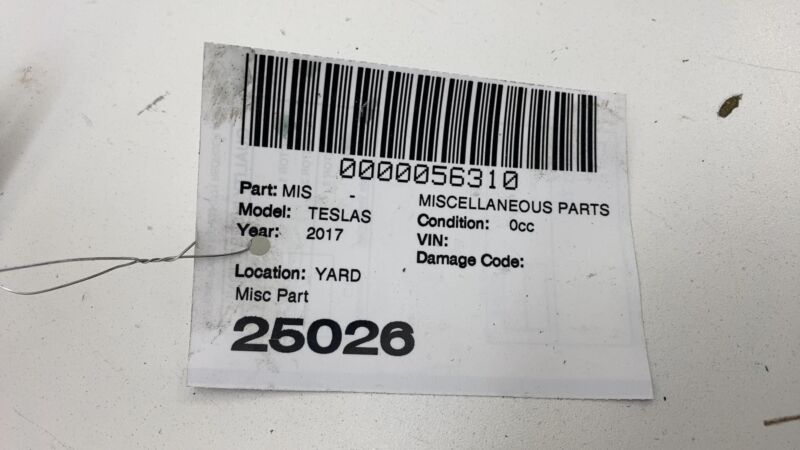 0000056310
Part: MIS - MISCELLANEOUS PARTS
Model: TESLAS Condition: 0cc
Year: 2017 VIN:
Damage Code:
Location: YARD
Misc Part
25026